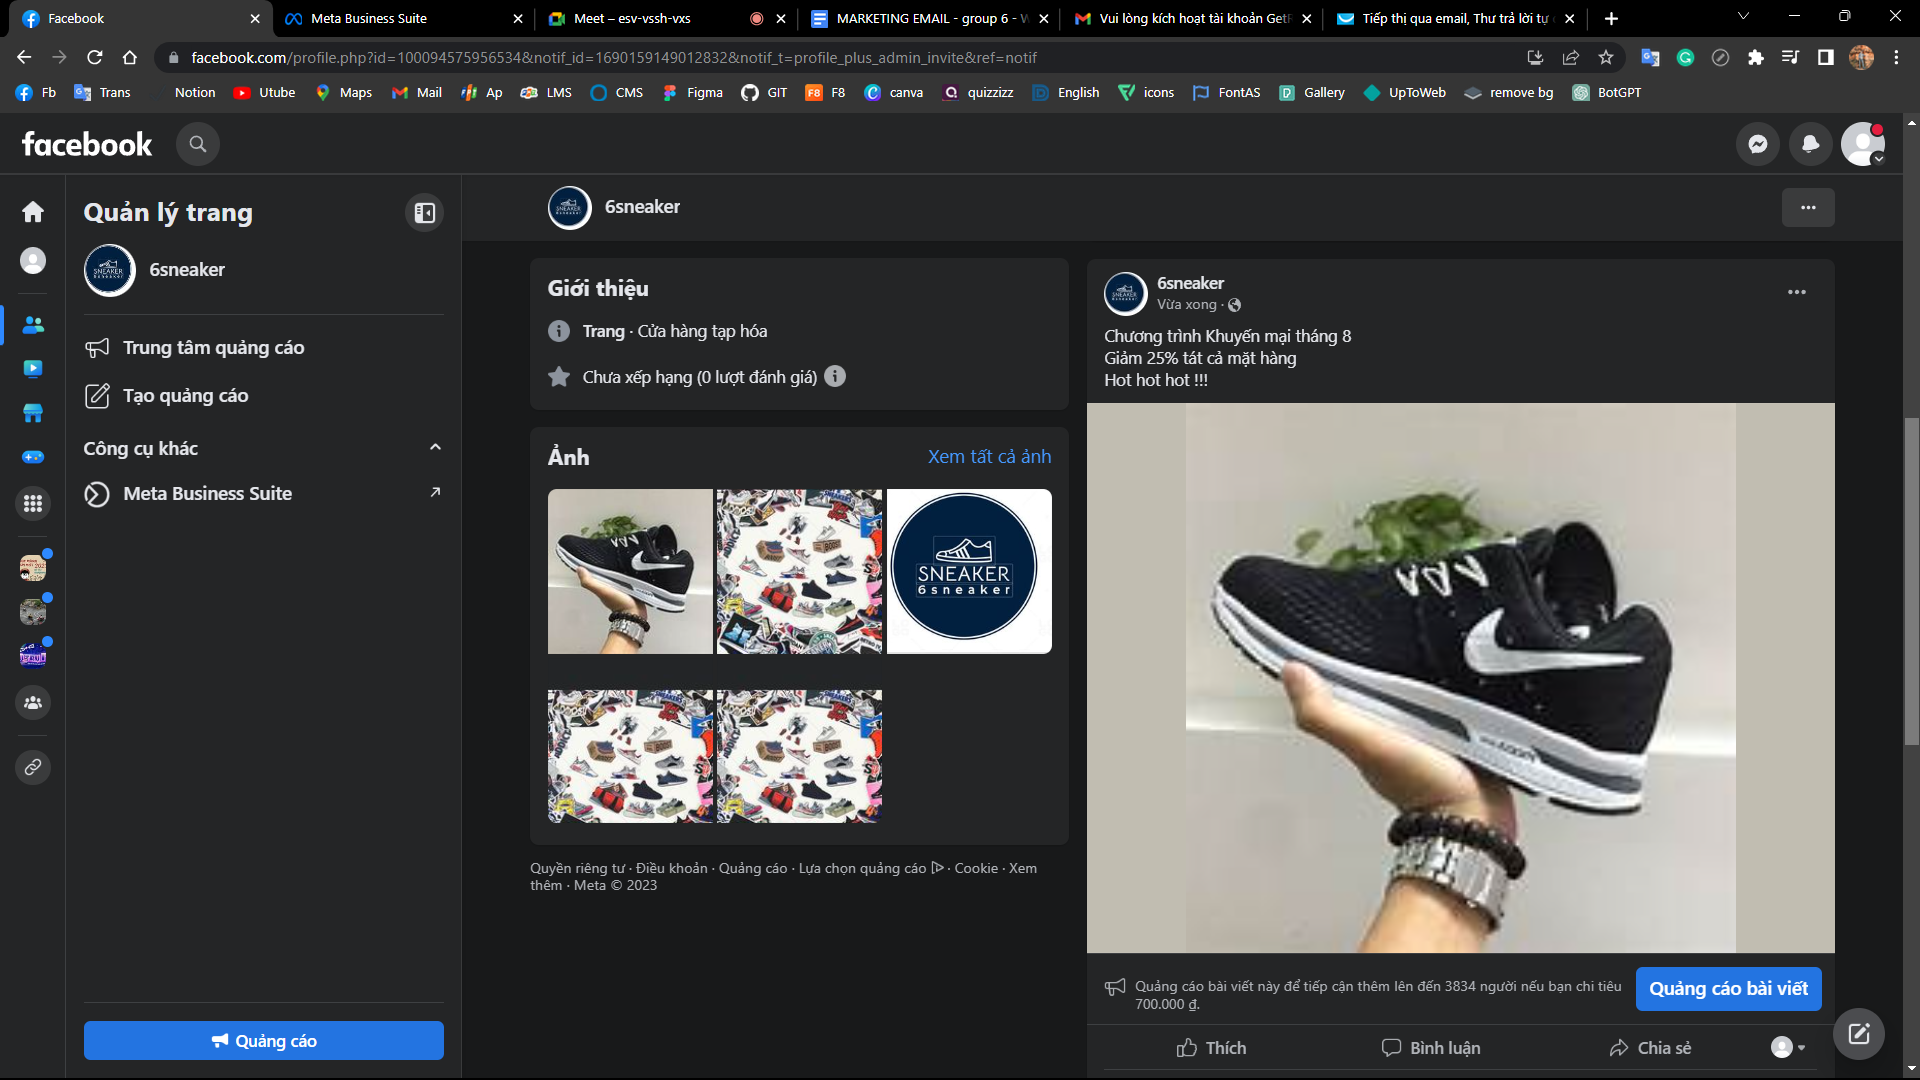 Facebook
Meta Business Suite
Meet – esv-vssh-vxs
MARKETING EMAIL - group 6 - W
Vui lòng kích hoạt tài khoản GetR
Tiếp thị qua email, Thư trả lời tự
facebook.com/profile.php?id=100094575956534&notif_id=1690159149012832&notif_t=profile_plus_admin_invite&ref=notif
Fb
Trans
Notion
Utube
Maps
Mail
Ap
LMS
CMS
Figma
GIT
F8
canva
quizzizz
English
icons
FontAS
Gallery
UpToWeb
remove bg
BotGPT
facebook
Quản lý trang
6sneaker
Trung tâm quảng cáo
Tạo quảng cáo
Công cụ khác
Meta Business Suite
Quảng cáo
6sneaker
Giới thiệu
Trang · Cửa hàng tạp hóa
Chưa xếp hạng (0 lượt đánh giá)
Ảnh
Xem tất cả ảnh
SNEAKER
6sneaker
Quyền riêng tư · Điều khoản · Quảng cáo · Lựa chọn quảng cáo · Cookie · Xem
thêm · Meta © 2023
6sneaker
Vừa xong ·
Chương trình Khuyến mại tháng 8
Giảm 25% tát cả mặt hàng
Hot hot hot !!!
Quảng cáo bài viết này để tiếp cận thêm lên đến 3834 người nếu bạn chi tiêu
700.000 ₫.
Quảng cáo bài viết
Thích
Bình luận
Chia sẻ